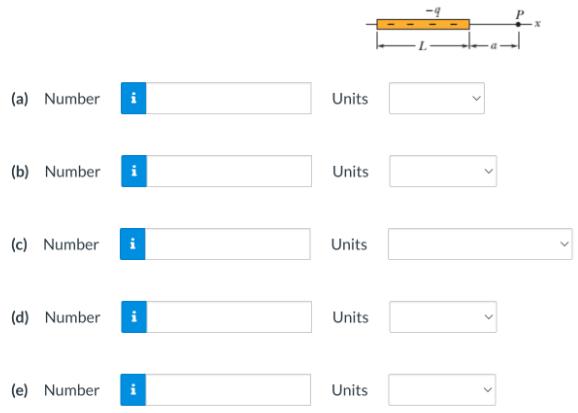 -q
P
x
L
a
(a) Number i Units
(b) Number i Units
(c) Number i Units
(d) Number i Units
(e) Number i Units